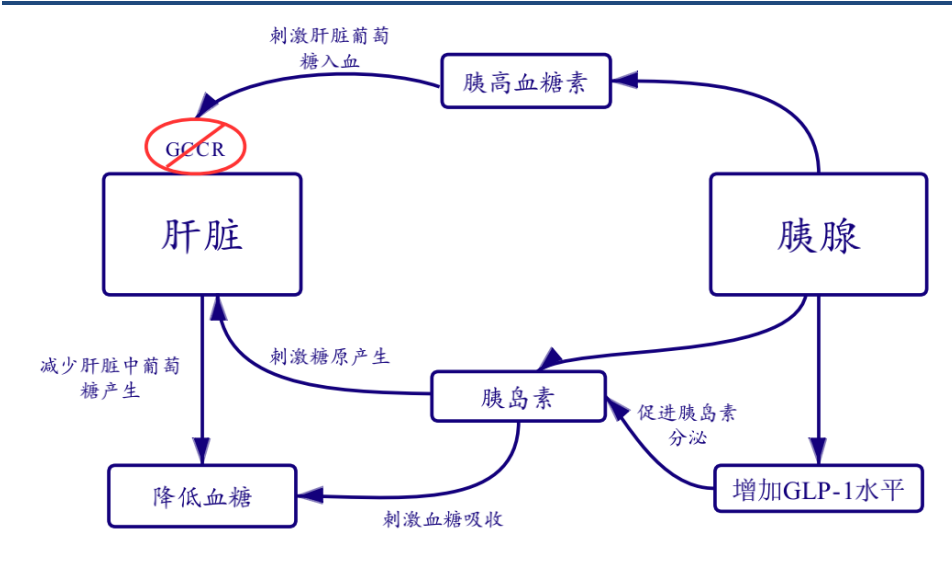 刺激肝脏葡萄
糖入血
胰高血糖素
GCCR
肝脏
胰腺
减少肝脏中葡萄
糖产生
刺激糖原产生
胰岛素
促进胰岛素
分泌
降低血糖
增加GLP-1水平
刺激血糖吸收